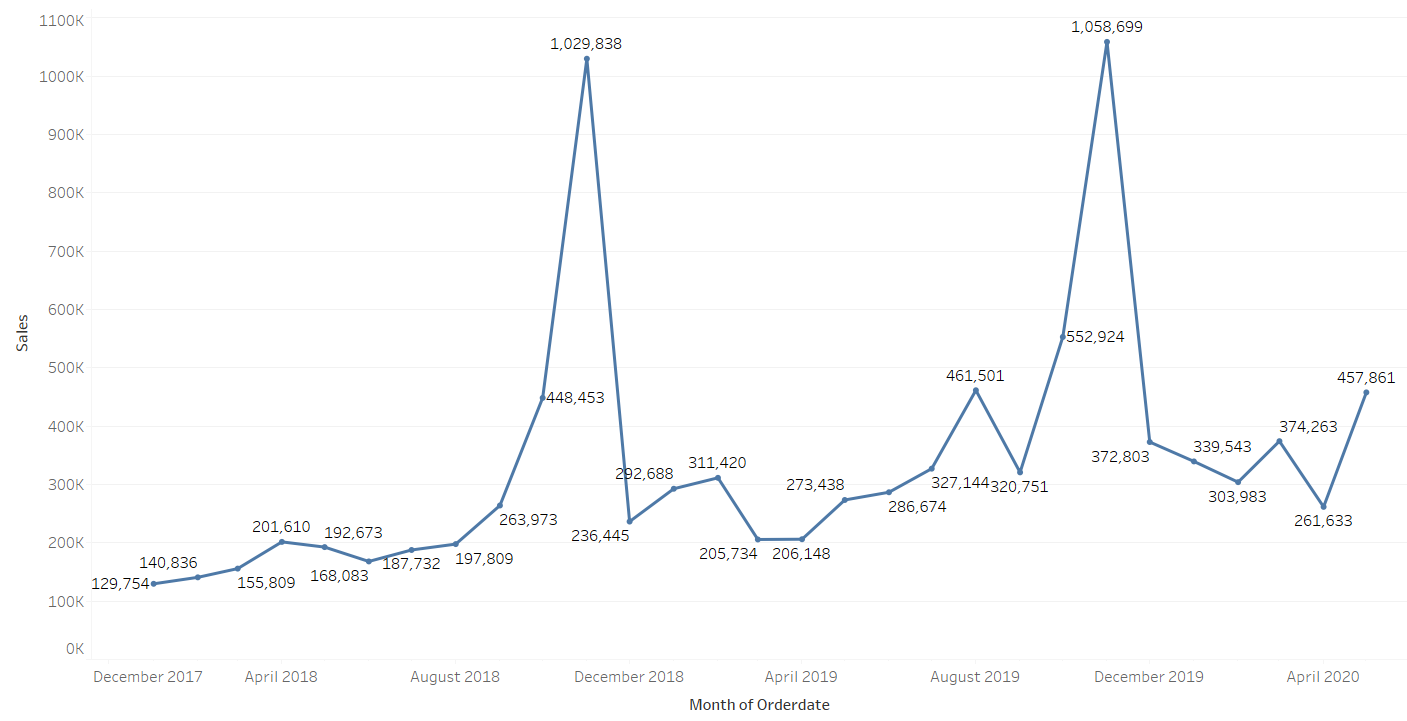 1100K
1000K
900K
800K
700K
600K
500K
400K
300K
200K
100K
0K
Sales
129,754
140,836
155,809
201,610
192,673
168,083
187,732
197,809
263,973
448,453
1,029,838
236,445
292,688
311,420
205,734
206,148
273,438
286,674
327,144
461,501
320,751
552,924
1,058,699
372,803
339,543
303,983
374,263
261,633
457,861
December 2017 April 2018 August 2018 December 2018 April 2019 August 2019 December 2019 April 2020
Month of Orderdate